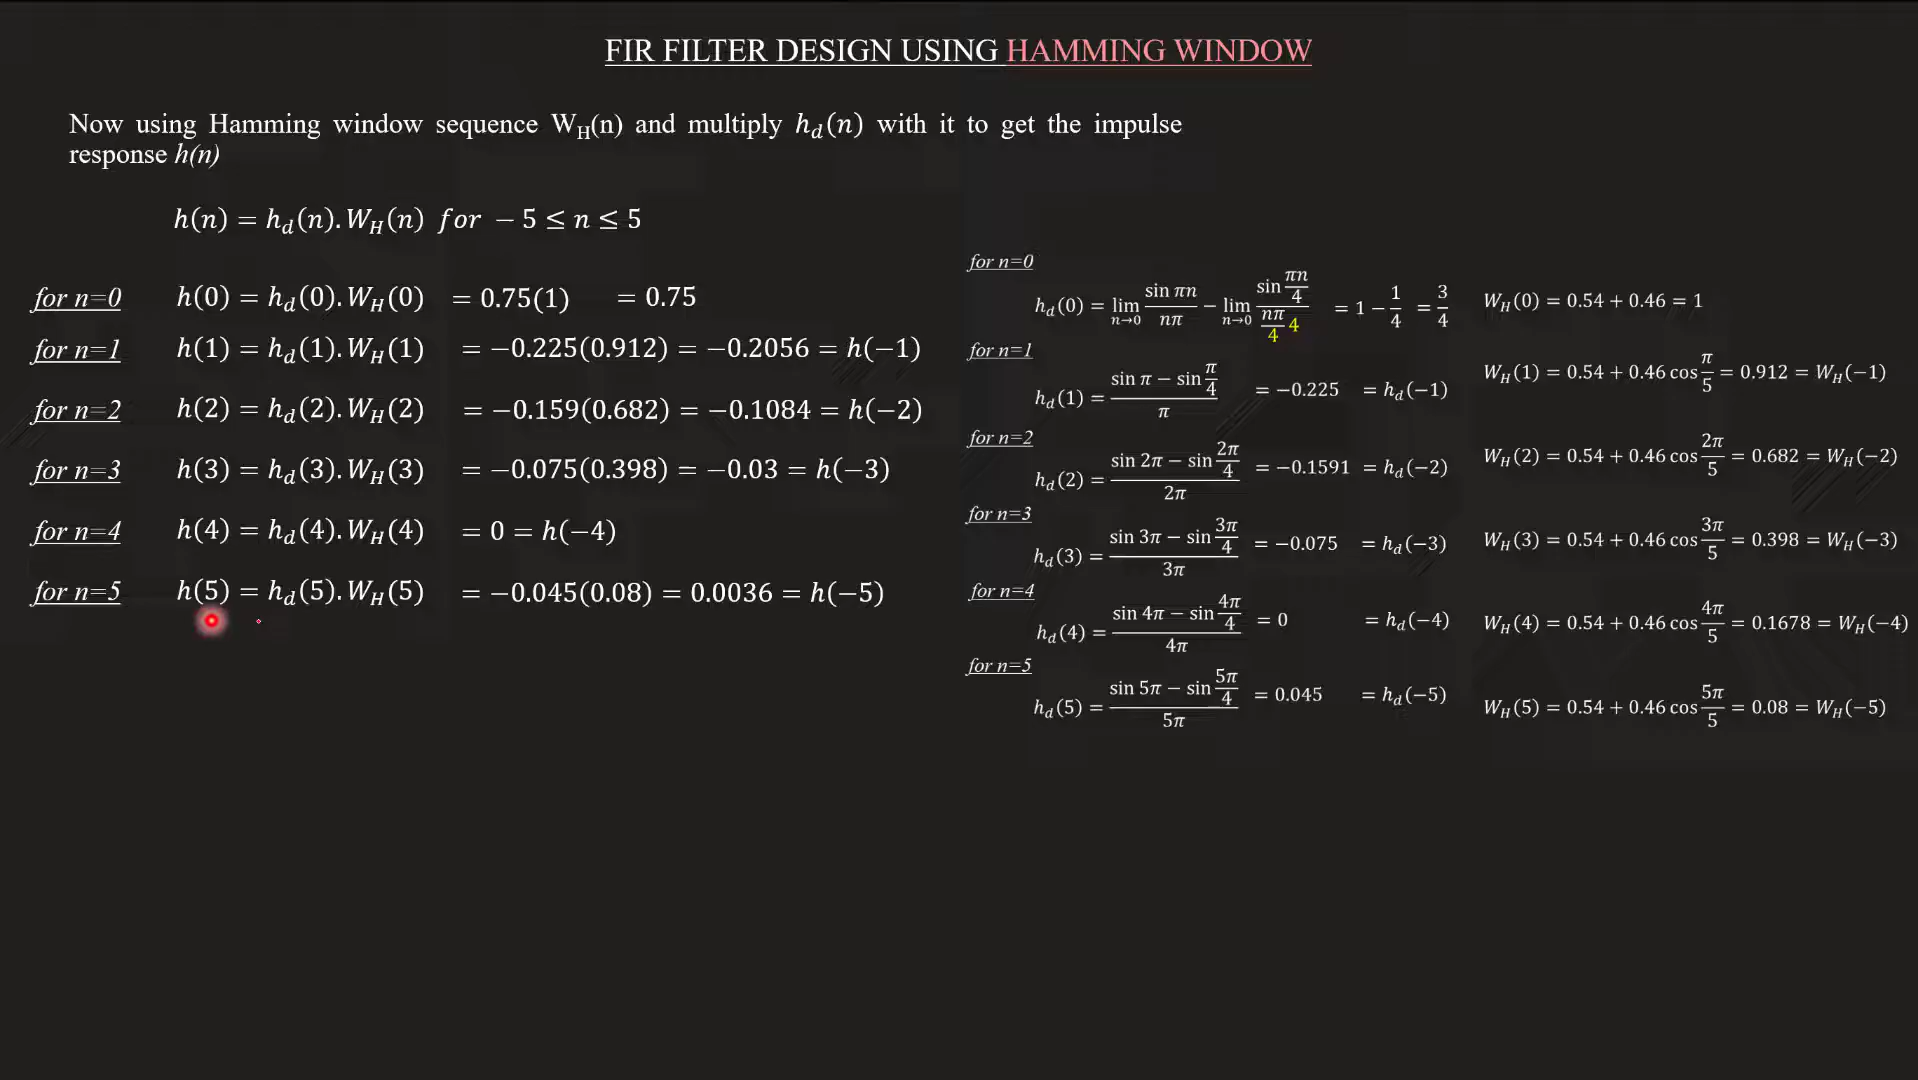 FIR FILTER DESIGN USING HAMMING WINDOW
Now using Hamming window sequence W_H(n) and multiply h_d(n) with it to get the impulse
response h(n)
h(n) = h_d(n). W_H(n) for − 5 ≤ n ≤ 5
for n=0 h(0) = h_d(0). W_H(0) = 0.75(1) = 0.75
for n=1 h(1) = h_d(1). W_H(1) = −0.225(0.912) = −0.2056 = h(−1)
for n=2 h(2) = h_d(2). W_H(2) = −0.159(0.682) = −0.1084 = h(−2)
for n=3 h(3) = h_d(3). W_H(3) = −0.075(0.398) = −0.03 = h(−3)
for n=4 h(4) = h_d(4). W_H(4) = 0 = h(−4)
for n=5 h(5) = h_d(5). W_H(5) = −0.045(0.08) = 0.0036 = h(−5)
for n=0
h_d(0) = lim_{n→0} (sin πn)/(nπ) − lim_{n→0} (sin πn/4)/((nπ/4) 4) = 1 − 1/4 = 3/4
for n=1
h_d(1) = (sin π − sin π/4)/π = −0.225 = h_d(−1)
for n=2
h_d(2) = (sin 2π − sin 2π/4)/2π = −0.1591 = h_d(−2)
for n=3
h_d(3) = (sin 3π − sin 3π/4)/3π = −0.075 = h_d(−3)
for n=4
h_d(4) = (sin 4π − sin 4π/4)/4π = 0 = h_d(−4)
for n=5
h_d(5) = (sin 5π − sin 5π/4)/5π = 0.045 = h_d(−5)
W_H(0) = 0.54 + 0.46 = 1
W_H(1) = 0.54 + 0.46 cos π/5 = 0.912 = W_H(−1)
W_H(2) = 0.54 + 0.46 cos 2π/5 = 0.682 = W_H(−2)
W_H(3) = 0.54 + 0.46 cos 3π/5 = 0.398 = W_H(−3)
W_H(4) = 0.54 + 0.46 cos 4π/5 = 0.1678 = W_H(−4)
W_H(5) = 0.54 + 0.46 cos 5π/5 = 0.08 = W_H(−5)